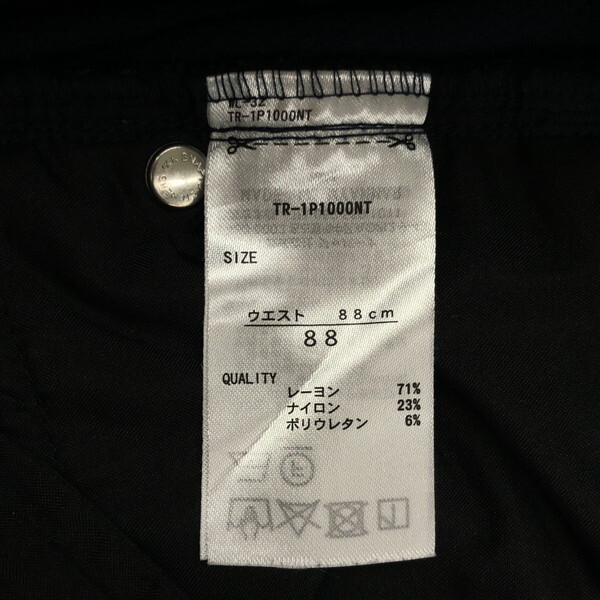 WL-32
TR-1P1000NT
TR-1P1000NT
SIZE
ウエスト 88cm
88
QUALITY
レーヨン 71%
ナイロン 23%
ポリウレタン 6%